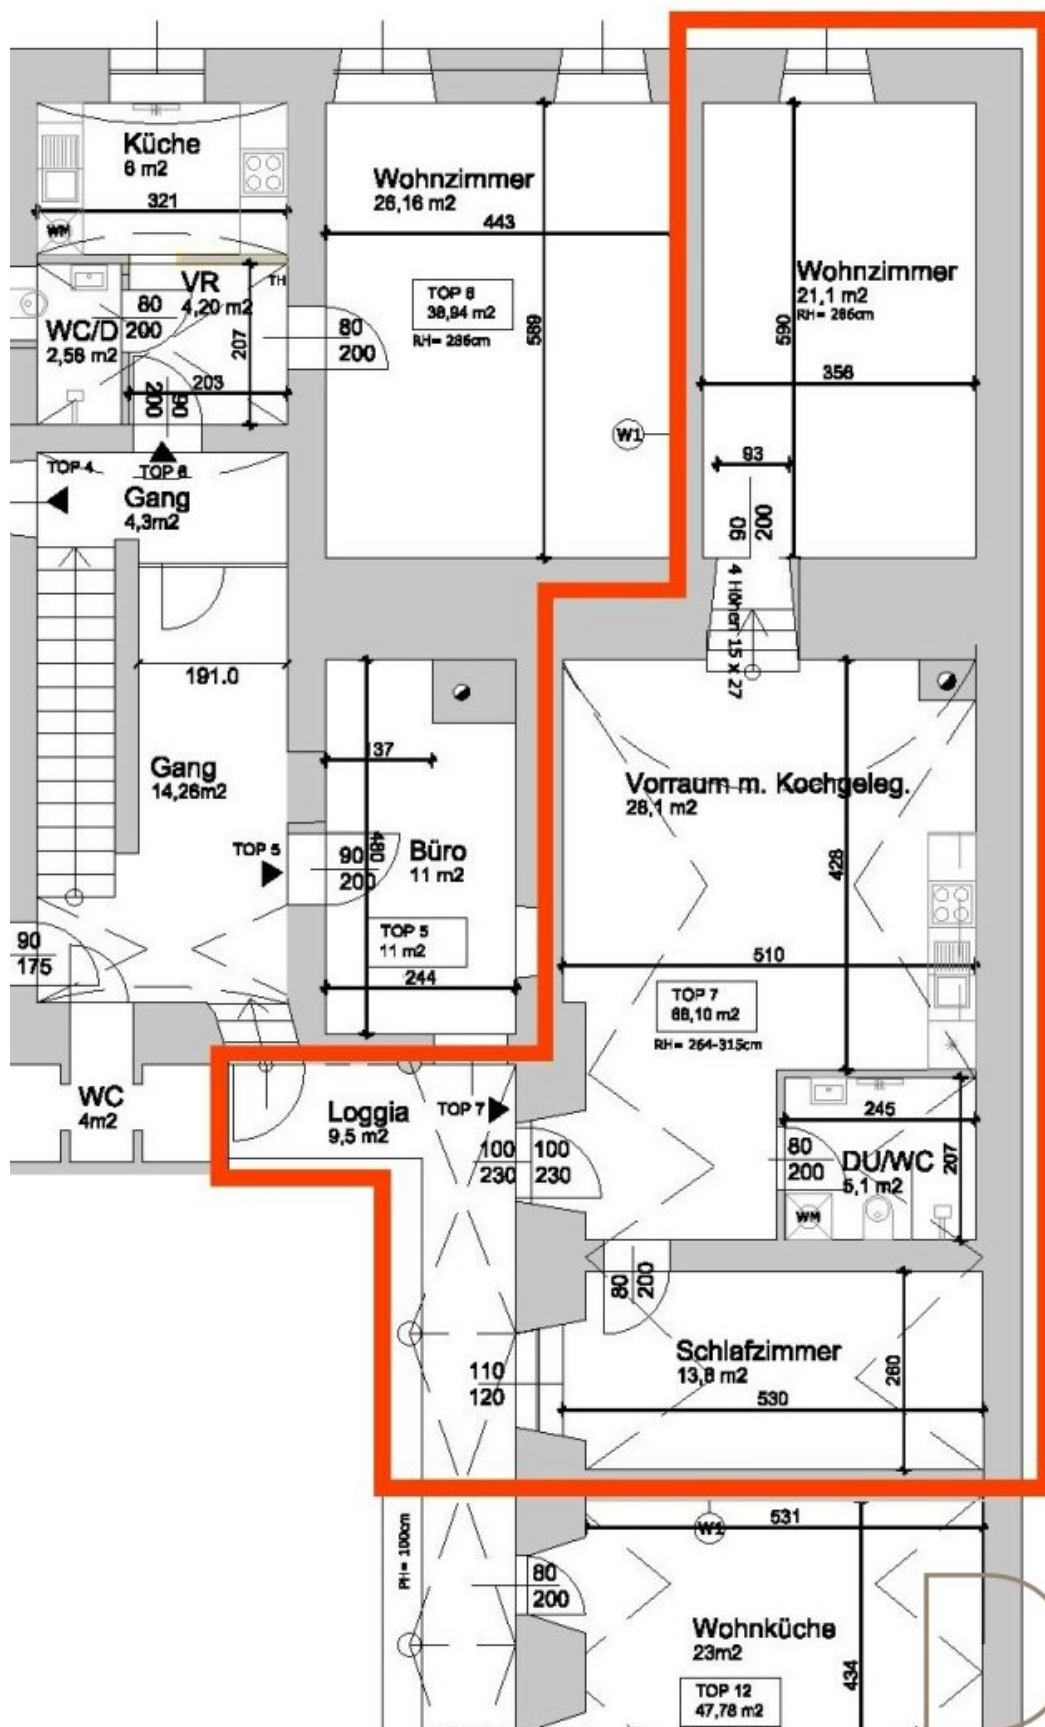 Küche
6 m2
321
WM
VR
4,20 m2
TH
80
200
WC/D
2,58 m2
207
203
90
200
80
200
Wohnzimmer
26,16 m2
443
TOP 6
38,94 m2
RH= 286cm
589
W1
Wohnzimmer
21,1 m2
RH= 286cm
590
356
93
90
200
4 Höhen 15 x 27
TOP 4
TOP 6
Gang
4,3m2
191.0
Gang
14,26m2
TOP 5
90
200
137
480
Büro
11 m2
TOP 5
11 m2
244
90
175
Vorraum m. Kochgeleg.
28,1 m2
428
510
TOP 7
68,10 m2
RH= 264-315cm
WC
4m2
Loggia
9,5 m2
TOP 7
100
230
100
230
245
80
200
DU/WC
5,1 m2
207
WM
80
200
Schlafzimmer
13,8 m2
260
530
110
120
PH= 100cm
531
W1
80
200
Wohnküche
23m2
434
TOP 12
47,78 m2